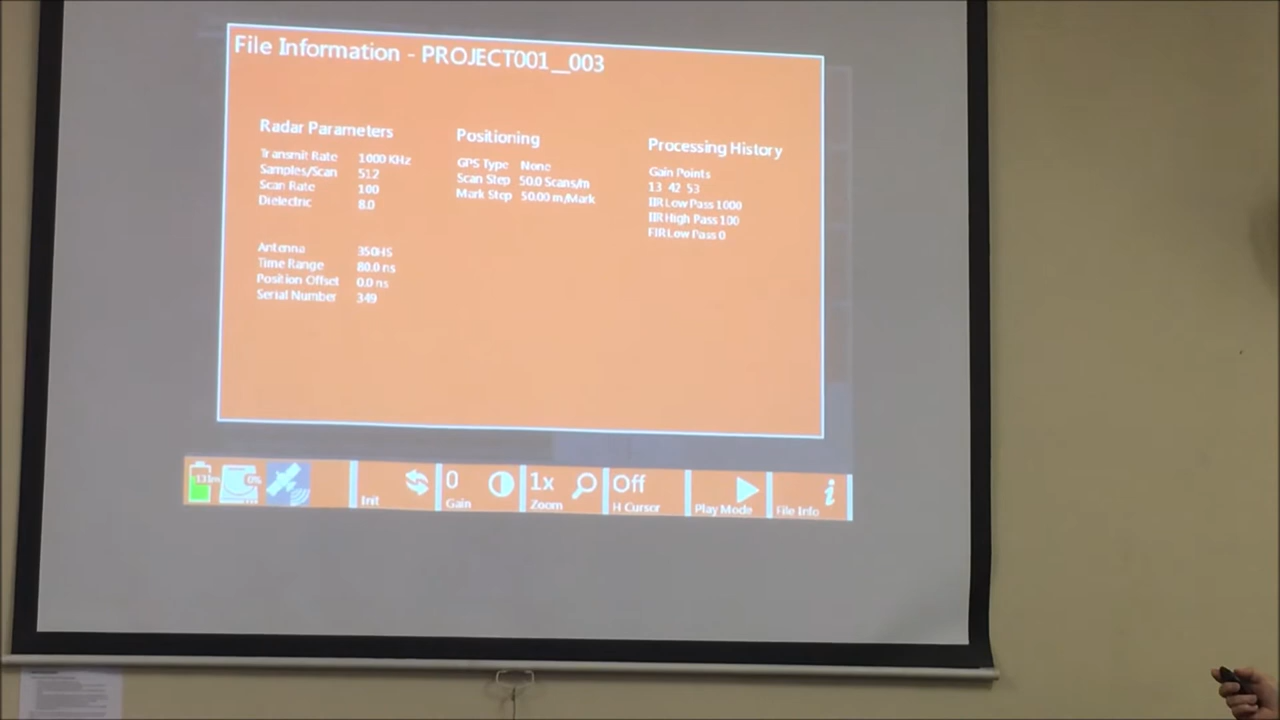 File Information - PROJECT001__003
Radar Parameters
Transmit Rate 1000 KHz
Samples/Scan 512
Scan Rate 100
Dielectric 8.0
Antenna 350HS
Time Range 80.0 ns
Position Offset 0.0 ns
Serial Number 349
Positioning
GPS Type None
Scan Step 50.0 Scans/m
Mark Step 50.00 m/Mark
Processing History
Gain Points
13 42 53
IIR Low Pass 1000
IIR High Pass 100
FIR Low Pass 0
0%
Init
0
Gain
1x
Zoom
Off
H Cursor
Play Mode
i
File Info